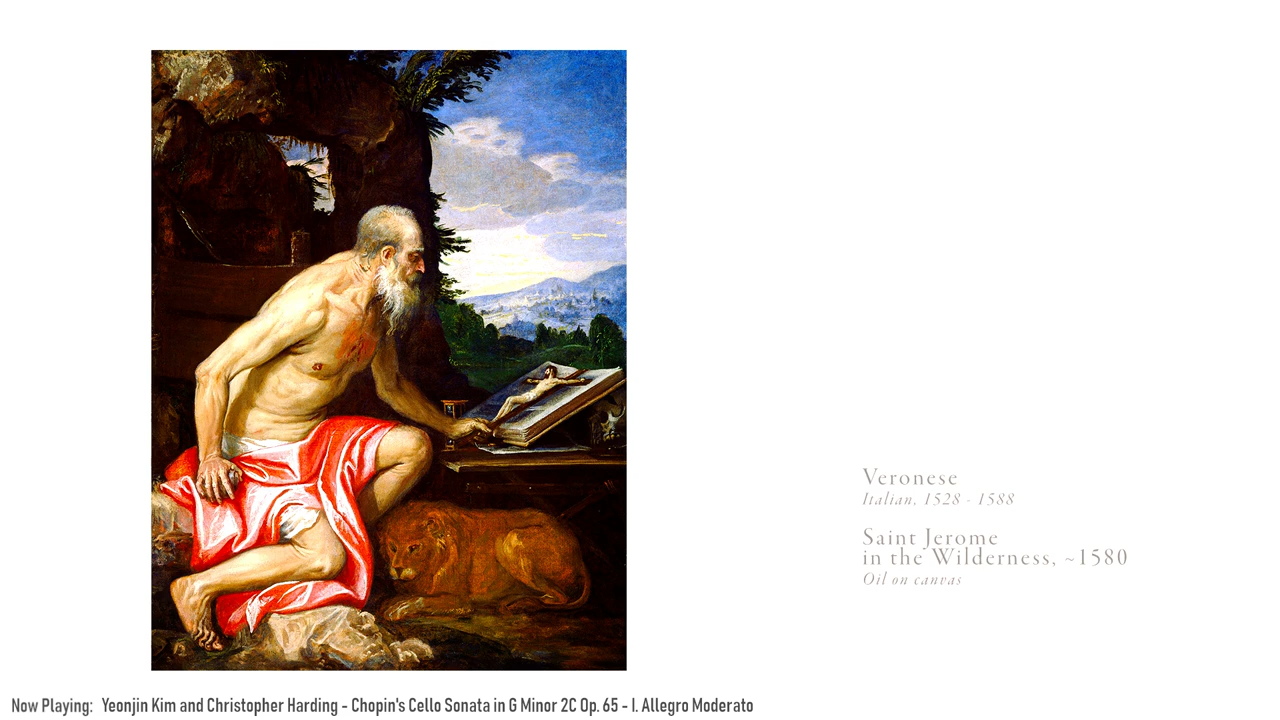 Veronese
Italian, 1528 - 1588
Saint Jerome
in the Wilderness, ~1580
Oil on canvas
Now Playing: Yeonjin Kim and Christopher Harding - Chopin's Cello Sonata in G Minor 2C Op. 65 - I. Allegro Moderato